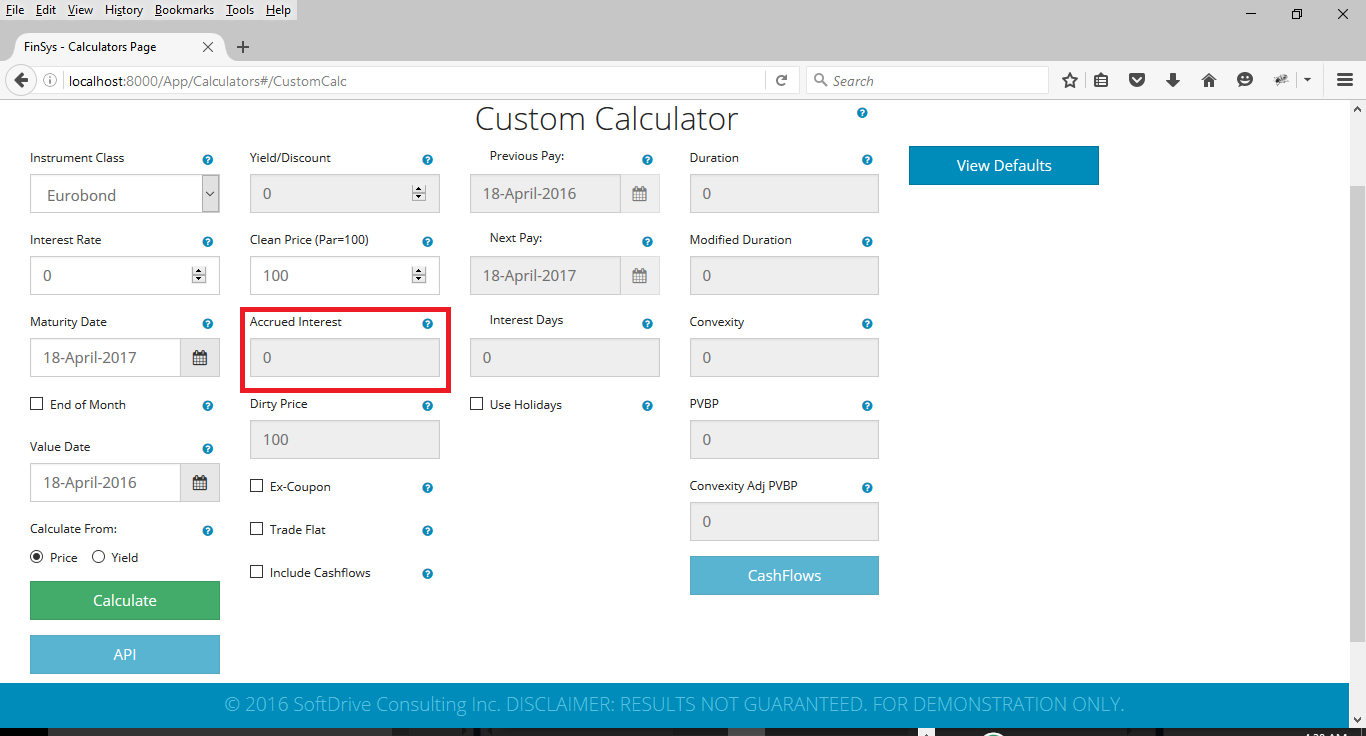 File Edit View History Bookmarks Tools Help
FinSys - Calculators Page
localhost:8000/App/Calculators#/CustomCalc
Search
Custom Calculator
Instrument Class
Eurobond
Interest Rate
0
Maturity Date
18-April-2017
End of Month
Value Date
18-April-2016
Calculate From:
Price Yield
Calculate
API
Yield/Discount
0
Clean Price (Par=100)
100
Accrued Interest
0
Dirty Price
100
Ex-Coupon
Trade Flat
Include Cashflows
Previous Pay:
18-April-2016
Next Pay:
18-April-2017
Interest Days
0
Use Holidays
Duration
0
Modified Duration
0
Convexity
0
PVBP
0
Convexity Adj PVBP
0
CashFlows
View Defaults
© 2016 SoftDrive Consulting Inc. DISCLAIMER: RESULTS NOT GUARANTEED. FOR DEMONSTRATION ONLY.